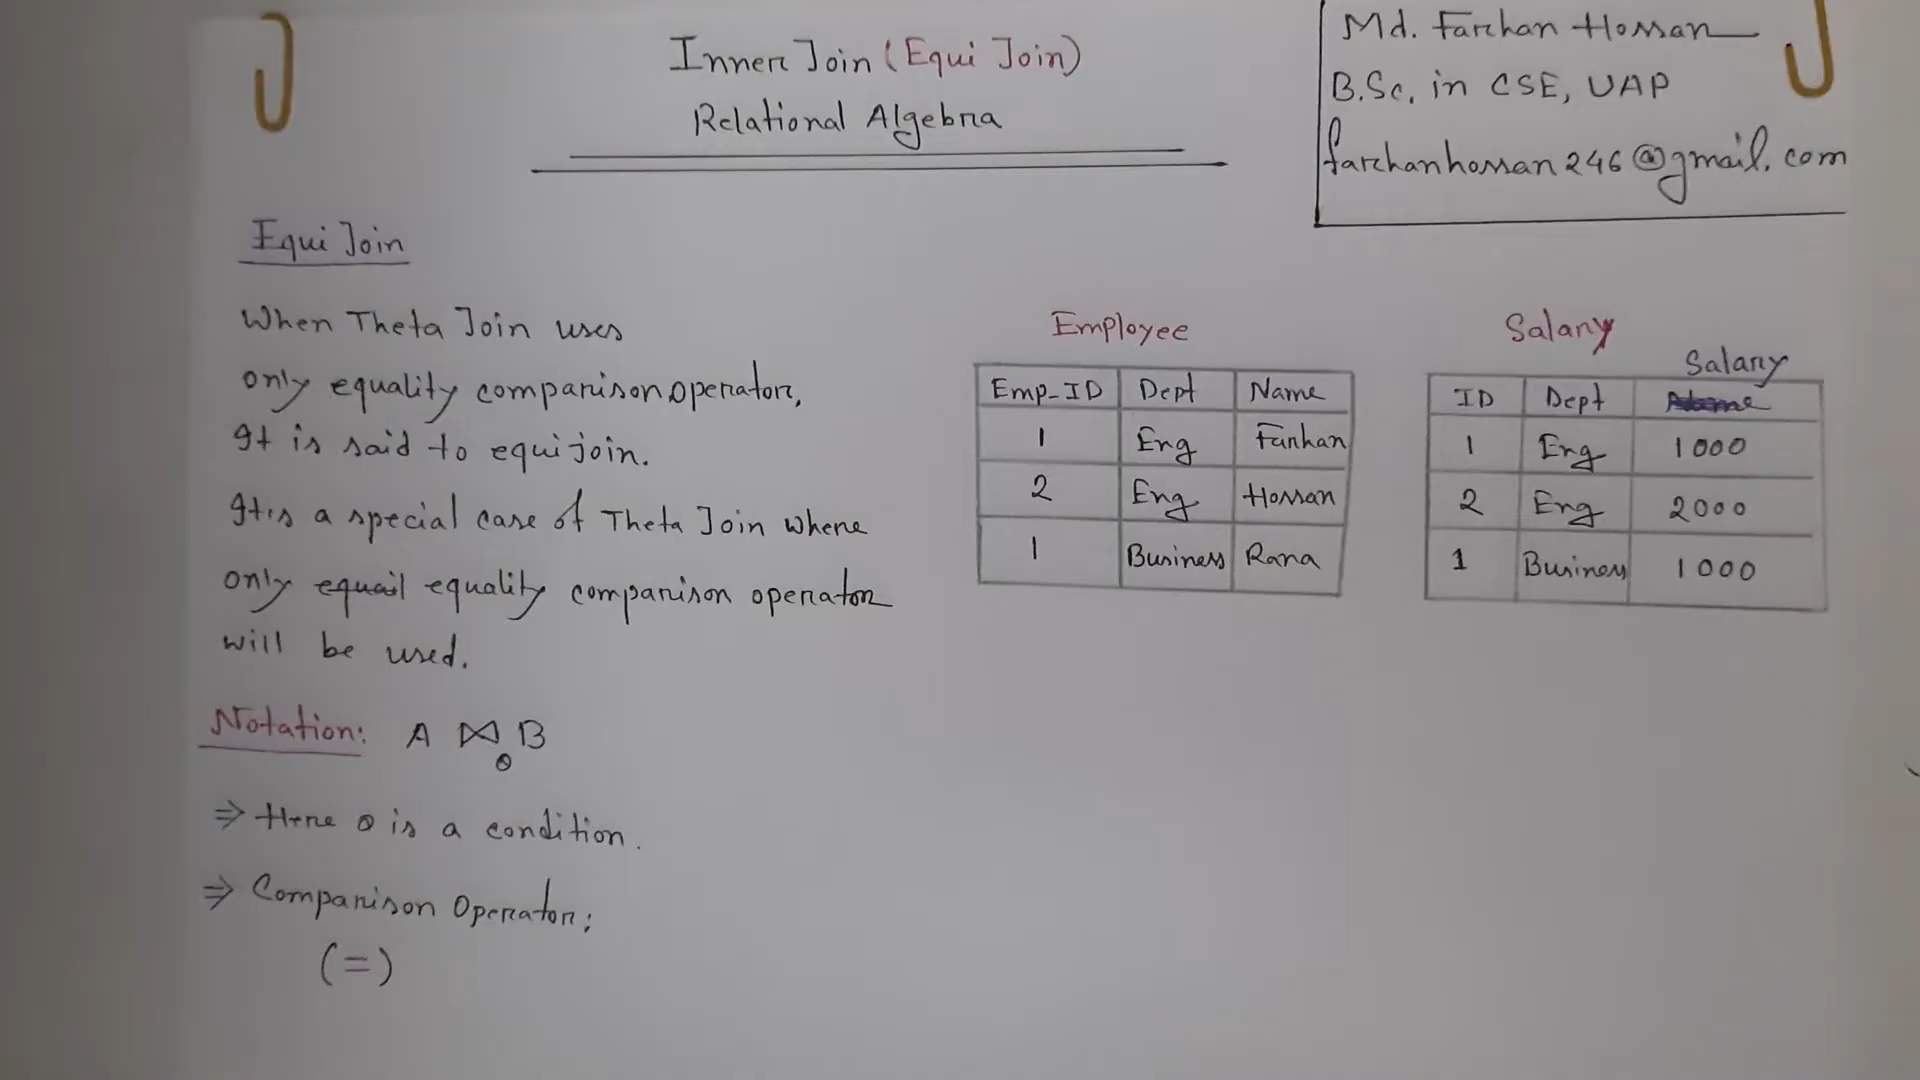 Inner Join (Equi Join)
Relational Algebra
Md. Farhan Hossan
B.Sc. in CSE, UAP
farhanhossan246@gmail.com
Equi Join
When Theta Join uses
only equality comparison operator,
It is said to equi join.
It is a special case of Theta Join where
only equail equality comparison operator
will be used.
Notation: A ⋈ B
θ
⇒ Here θ is a condition.
⇒ Comparison Operator:
(=)
Employee
Emp_ID Dept Name
1 Eng Farhan
2 Eng Hossan
1 Business Rana
Salary
Salary
ID Dept Name
1 Eng 1000
2 Eng 2000
1 Business 1000